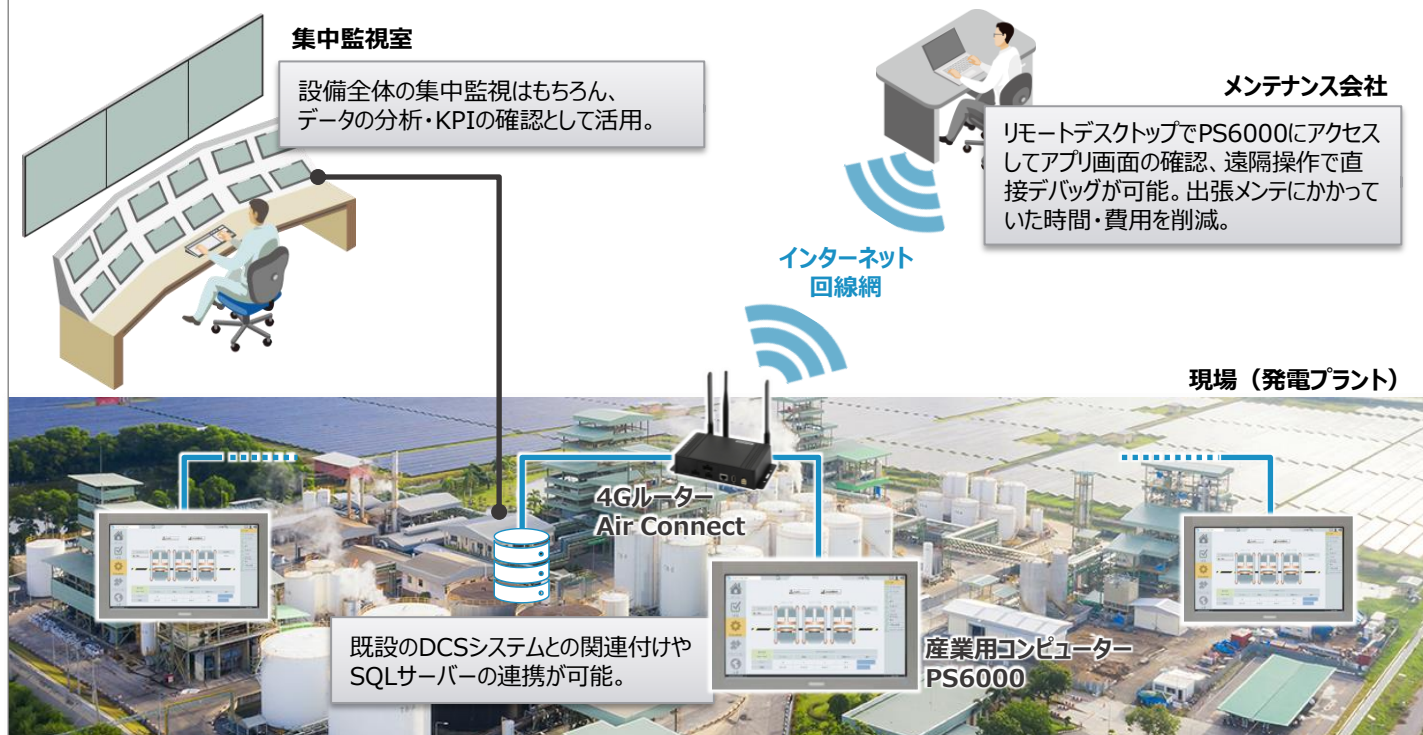 集中監視室
設備全体の集中監視はもちろん、
データの分析・KPIの確認として活用。
メンテナンス会社
リモートデスクトップでPS6000にアクセス
してアプリ画面の確認、遠隔操作で直
接デバッグが可能。出張メンテにかかって
いた時間・費用を削減。
インターネット
回線網
現場（発電プラント）
4Gルーター
Air Connect
既設のDCSシステムとの関連付けや
SQLサーバーの連携が可能。
産業用コンピューター
PS6000